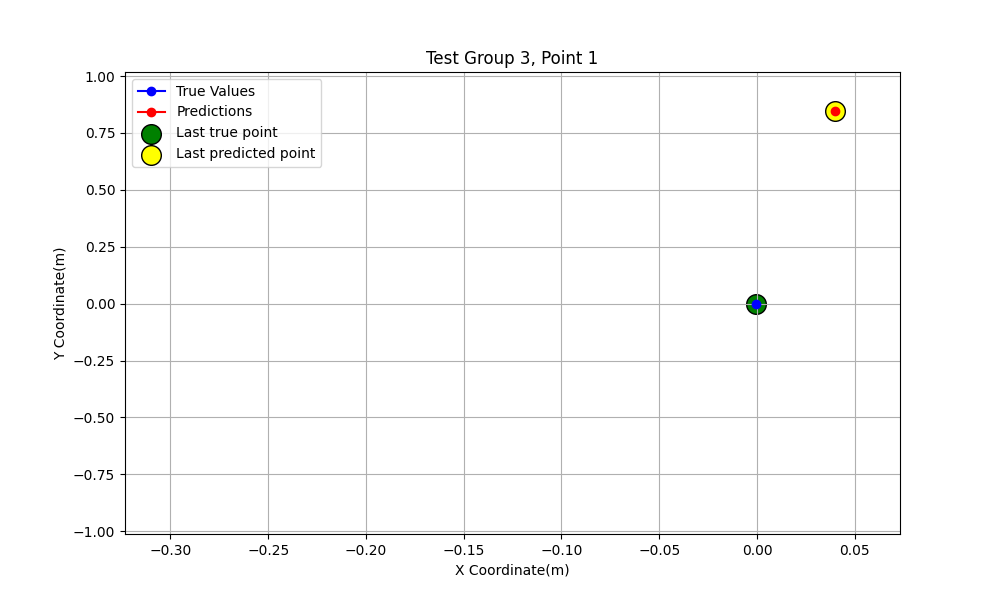 Test Group 3, Point 1
True Values
Predictions
Last true point
Last predicted point
Y Coordinate(m)
1.00
0.75
0.50
0.25
0.00
−0.25
−0.50
−0.75
−1.00
−0.30 −0.25 −0.20 −0.15 −0.10 −0.05 0.00 0.05
X Coordinate(m)